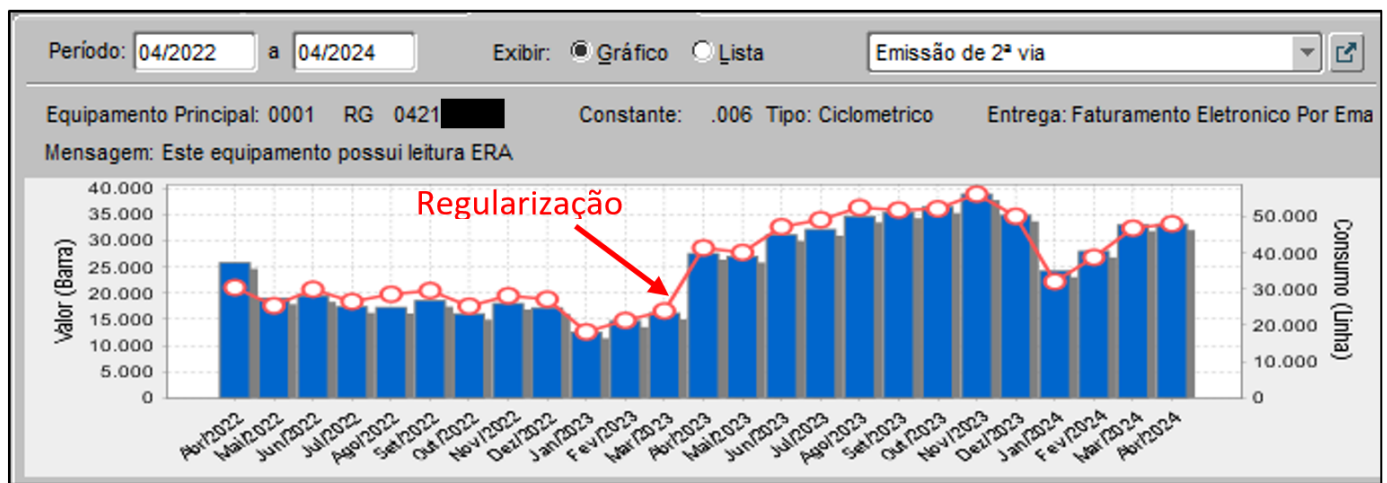 Período: 04/2022 a 04/2024 Exibir: Gráfico Lista Emissão de 2ª via
Equipamento Principal: 0001 RG 0421 Constante: .006 Tipo: Ciclometrico Entrega: Faturamento Eletronico Por Ema
Mensagem: Este equipamento possui leitura ERA
Regularização
Valor (Barra)
40.000
35.000
30.000
25.000
20.000
15.000
10.000
5.000
0
50.000
40.000
30.000
20.000
10.000
0
Consumo (Linha)
Abr/2022 Mai/2022 Jun/2022 Jul/2022 Ago/2022 Set/2022 Out/2022 Nov/2022 Dez/2022 Jan/2023 Fev/2023 Mar/2023 Abr/2023 Mai/2023 Jun/2023 Jul/2023 Ago/2023 Set/2023 Out/2023 Nov/2023 Dez/2023 Jan/2024 Fev/2024 Mar/2024 Abr/2024